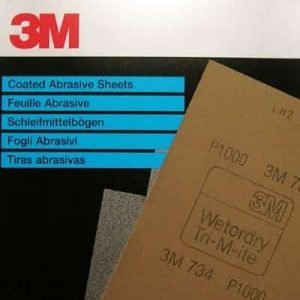 3M
Coated Abrasive Sheets
Feuille Abrasive
Schleifmittelbögen
Fogli Abrasivi
Tiras abrasivas
P1000
3M 734
3M
Wetordry
Tri-M-ite
3M 734
P1000